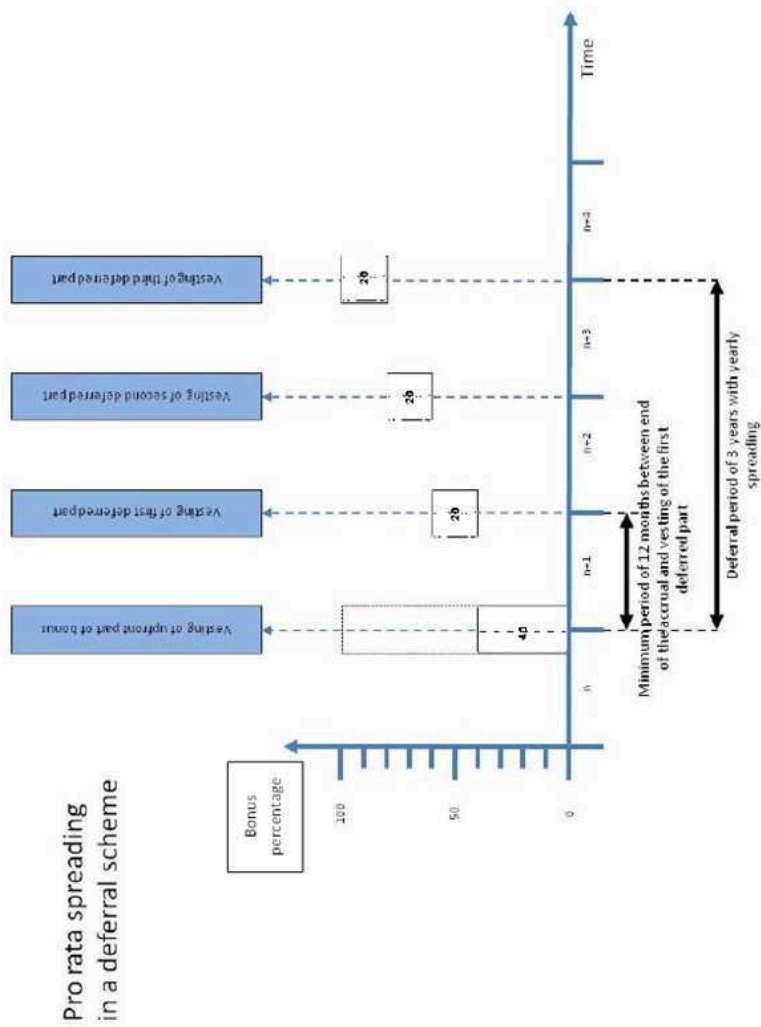 Pro rata spreading
in a deferral scheme
Bonus
percentage
Vesting of upfront part of bonus
Vesting of first deferred part
Vesting of second deferred part
Vesting of third deferred part
100
50
0
40
20
20
20
n
n+1
n+2
n+3
n+4
Time
Minimum period of 12 months between end
of the accrual and vesting of the first
deferred part
Deferral period of 3 years with yearly
spreading